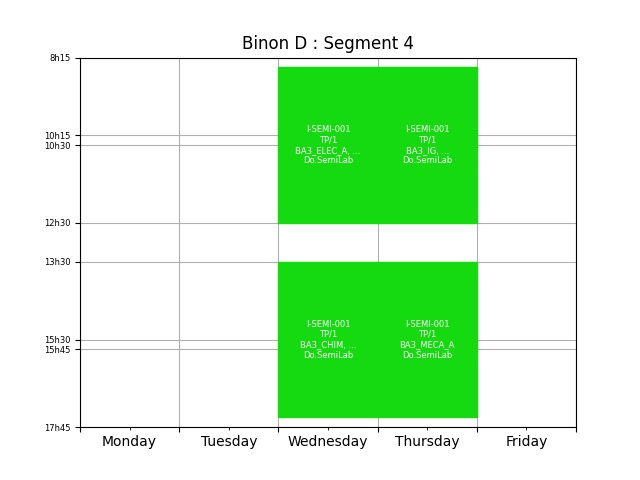 Binon D : Segment 4
8h15
10h15
10h30
12h30
13h30
15h30
15h45
17h45
I-SEMI-001
TP/1
BA3_ELEC_A, ...
Do.SemiLab
I-SEMI-001
TP/1
BA3_IG, ...
Do.SemiLab
I-SEMI-001
TP/1
BA3_CHIM, ...
Do.SemiLab
I-SEMI-001
TP/1
BA3_MECA_A
Do.SemiLab
Monday
Tuesday
Wednesday
Thursday
Friday